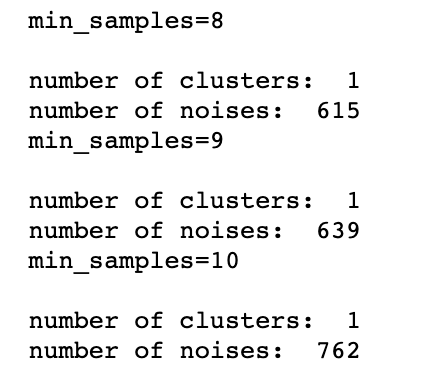 min_samples=8
number of clusters:  1
number of noises:  615
min_samples=9
number of clusters:  1
number of noises:  639
min_samples=10
number of clusters:  1
number of noises:  762